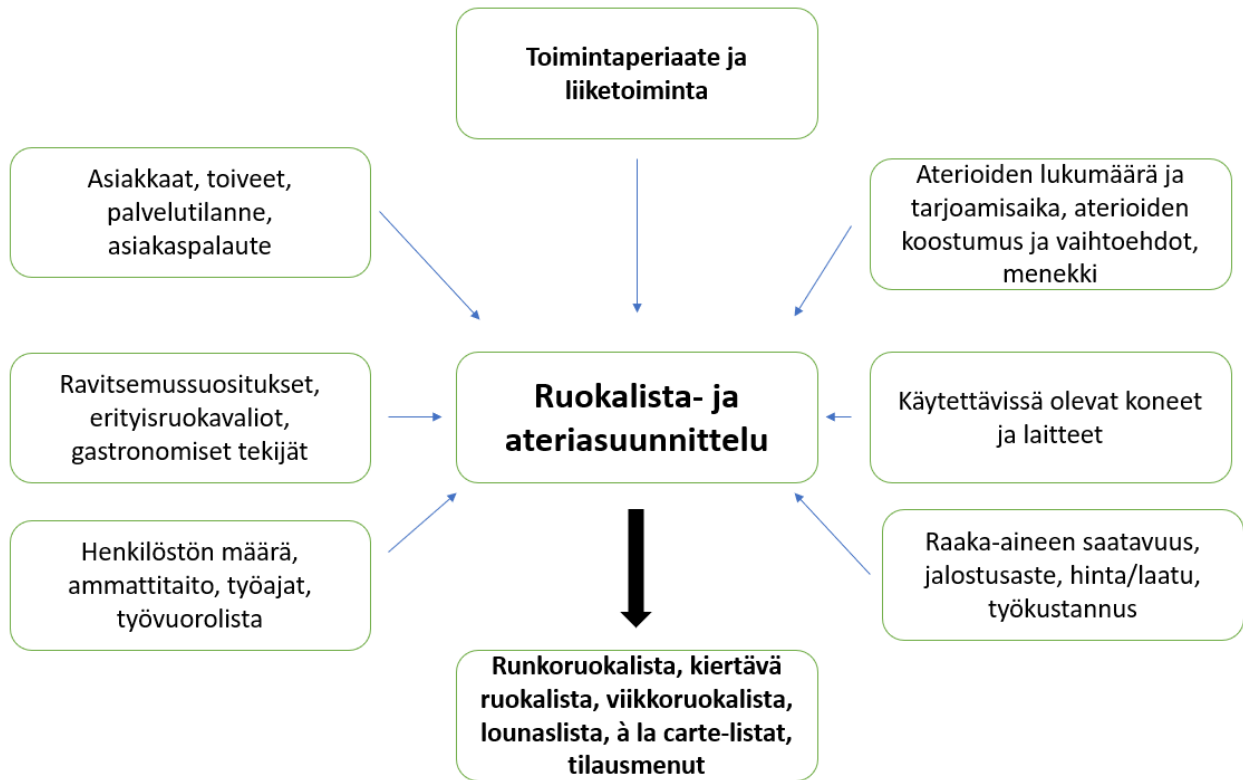 Toimintaperiaate ja
liiketoiminta
Asiakkaat, toiveet,
palvelutilanne,
asiakaspalaute
Aterioiden lukumäärä ja
tarjoamisaika, aterioiden
koostumus ja vaihtoehdot,
menekki
Ravitsemussuositukset,
erityisruokavaliot,
gastronomiset tekijät
Ruokalista- ja
ateriasuunnittelu
Käytettävissä olevat koneet
ja laitteet
Henkilöstön määrä,
ammattitaito, työajat,
työvuorolista
Raaka-aineen saatavuus,
jalostusaste, hinta/laatu,
työkustannus
Runkoruokalista, kiertävä
ruokalista, viikkoruokalista,
lounaslista, à la carte-listat,
tilausmenut